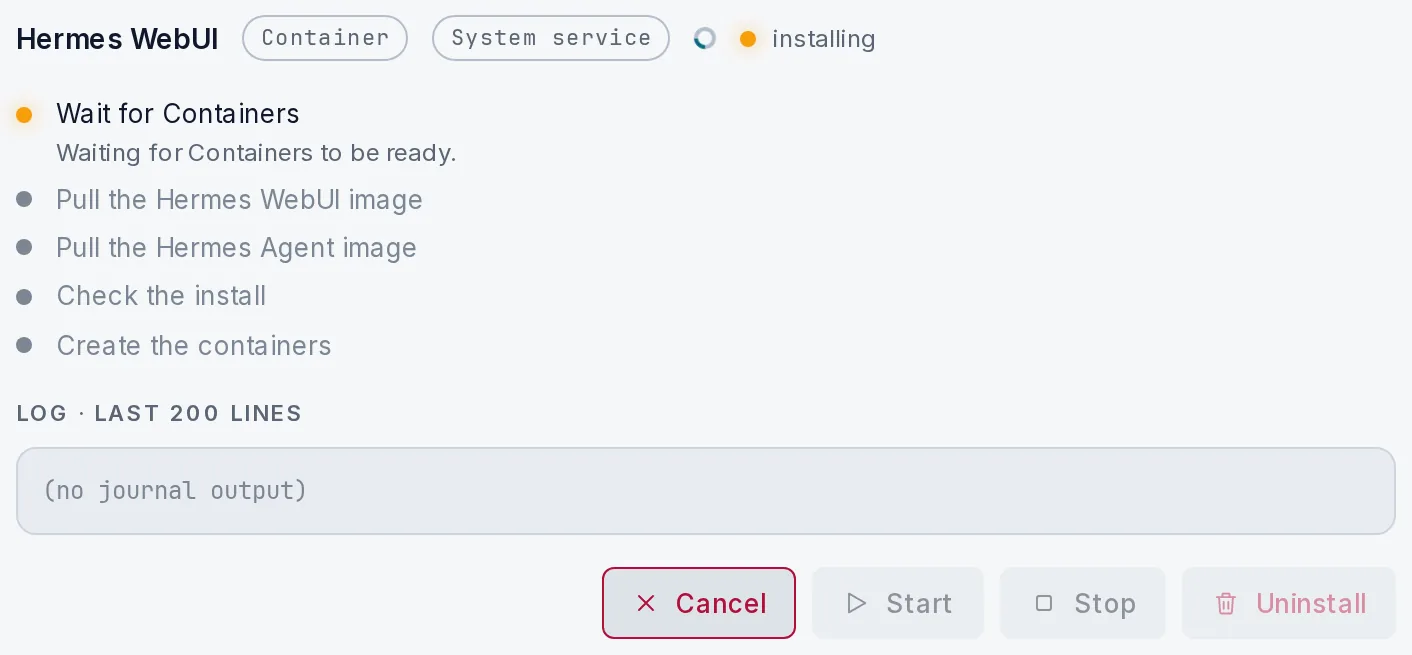 Hermes WebUI Container System service installing
Wait for Containers
Waiting for Containers to be ready.
Pull the Hermes WebUI image
Pull the Hermes Agent image
Check the install
Create the containers
LOG · LAST 200 LINES
(no journal output)
Cancel Start Stop Uninstall